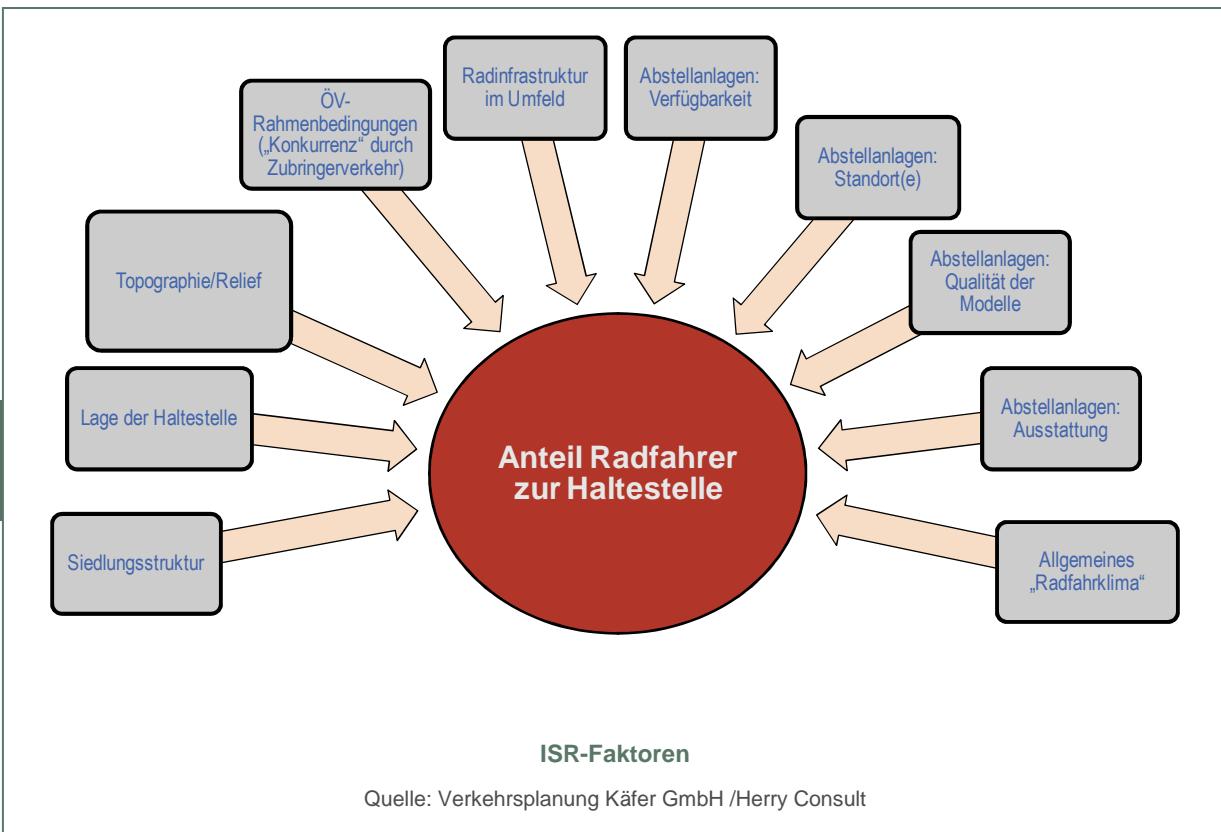 Radinfrastruktur
im Umfeld
Abstellanlagen:
Verfügbarkeit
ÖV-
Rahmenbedingungen
(„Konkurrenz“ durch
Zubringerverkehr)
Abstellanlagen:
Standort(e)
Topographie/Relief
Abstellanlagen:
Qualität der
Modelle
Lage der Haltestelle
Abstellanlagen:
Ausstattung
Anteil Radfahrer
zur Haltestelle
Siedlungsstruktur
Allgemeines
„Radfahrklima“
ISR-Faktoren
Quelle: Verkehrsplanung Käfer GmbH /Herry Consult